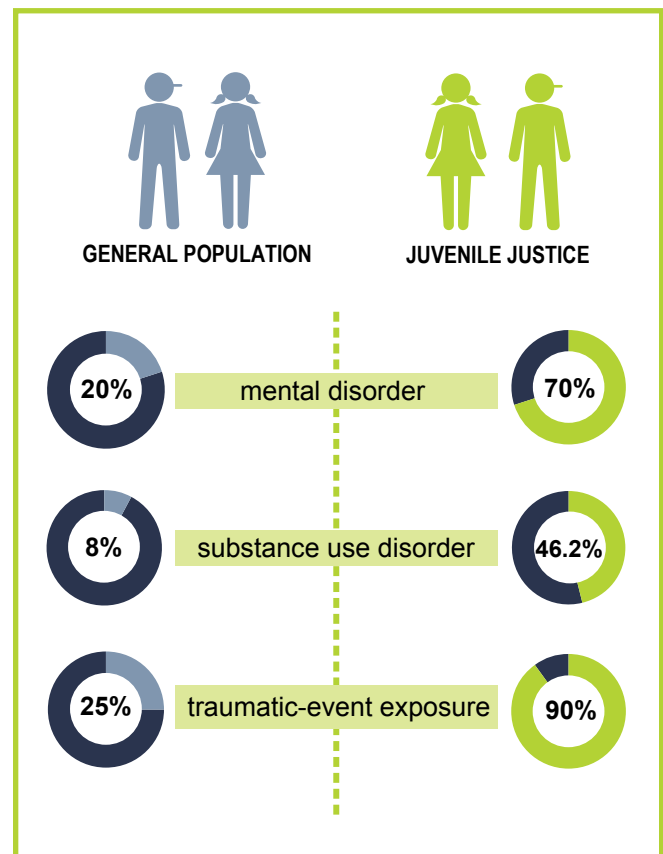 GENERAL POPULATION
JUVENILE JUSTICE
20%
mental disorder
70%
8%
substance use disorder
46.2%
25%
traumatic-event exposure
90%